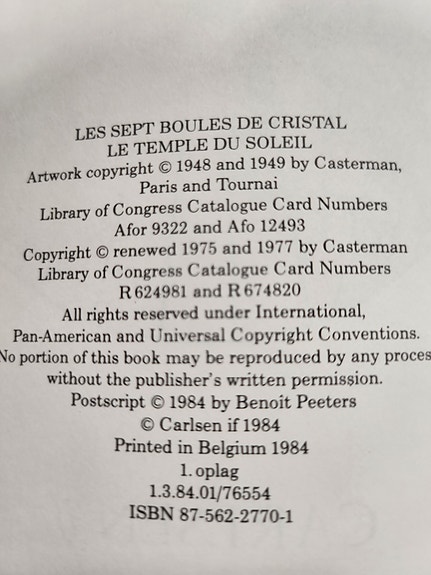 LES SEPT BOULES DE CRISTAL
LE TEMPLE DU SOLEIL
Artwork copyright © 1948 and 1949 by Casterman,
Paris and Tournai
Library of Congress Catalogue Card Numbers
Afor 9322 and Afo 12493
Copyright © renewed 1975 and 1977 by Casterman
Library of Congress Catalogue Card Numbers
R 624981 and R 674820
All rights reserved under International,
Pan-American and Universal Copyright Conventions.
No portion of this book may be reproduced by any proces
without the publisher's written permission.
Postscript © 1984 by Benoit Peeters
© Carlsen if 1984
Printed in Belgium 1984
1. oplag
1.3.84.01/76554
ISBN 87-562-2770-1